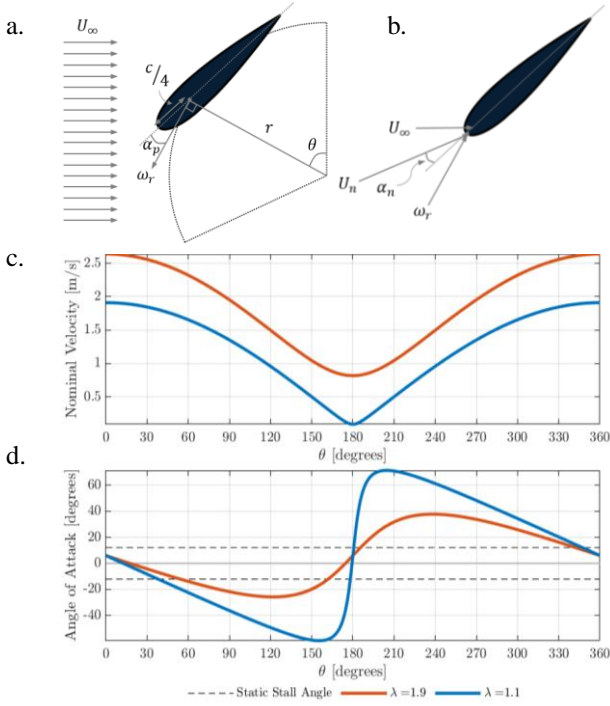 a.
U∞
c/4
αp
ωr
r
θ
b.
U∞
Un
αn
ωr
c.
Nominal Velocity [m/s]
2.5
2
1.5
1
0.5
0 30 60 90 120 150 180 210 240 270 300 330 360
θ [degrees]
d.
Angle of Attack [degrees]
60
40
20
0
-20
-40
0 30 60 90 120 150 180 210 240 270 300 330 360
θ [degrees]
Static Stall Angle λ =1.9 λ =1.1